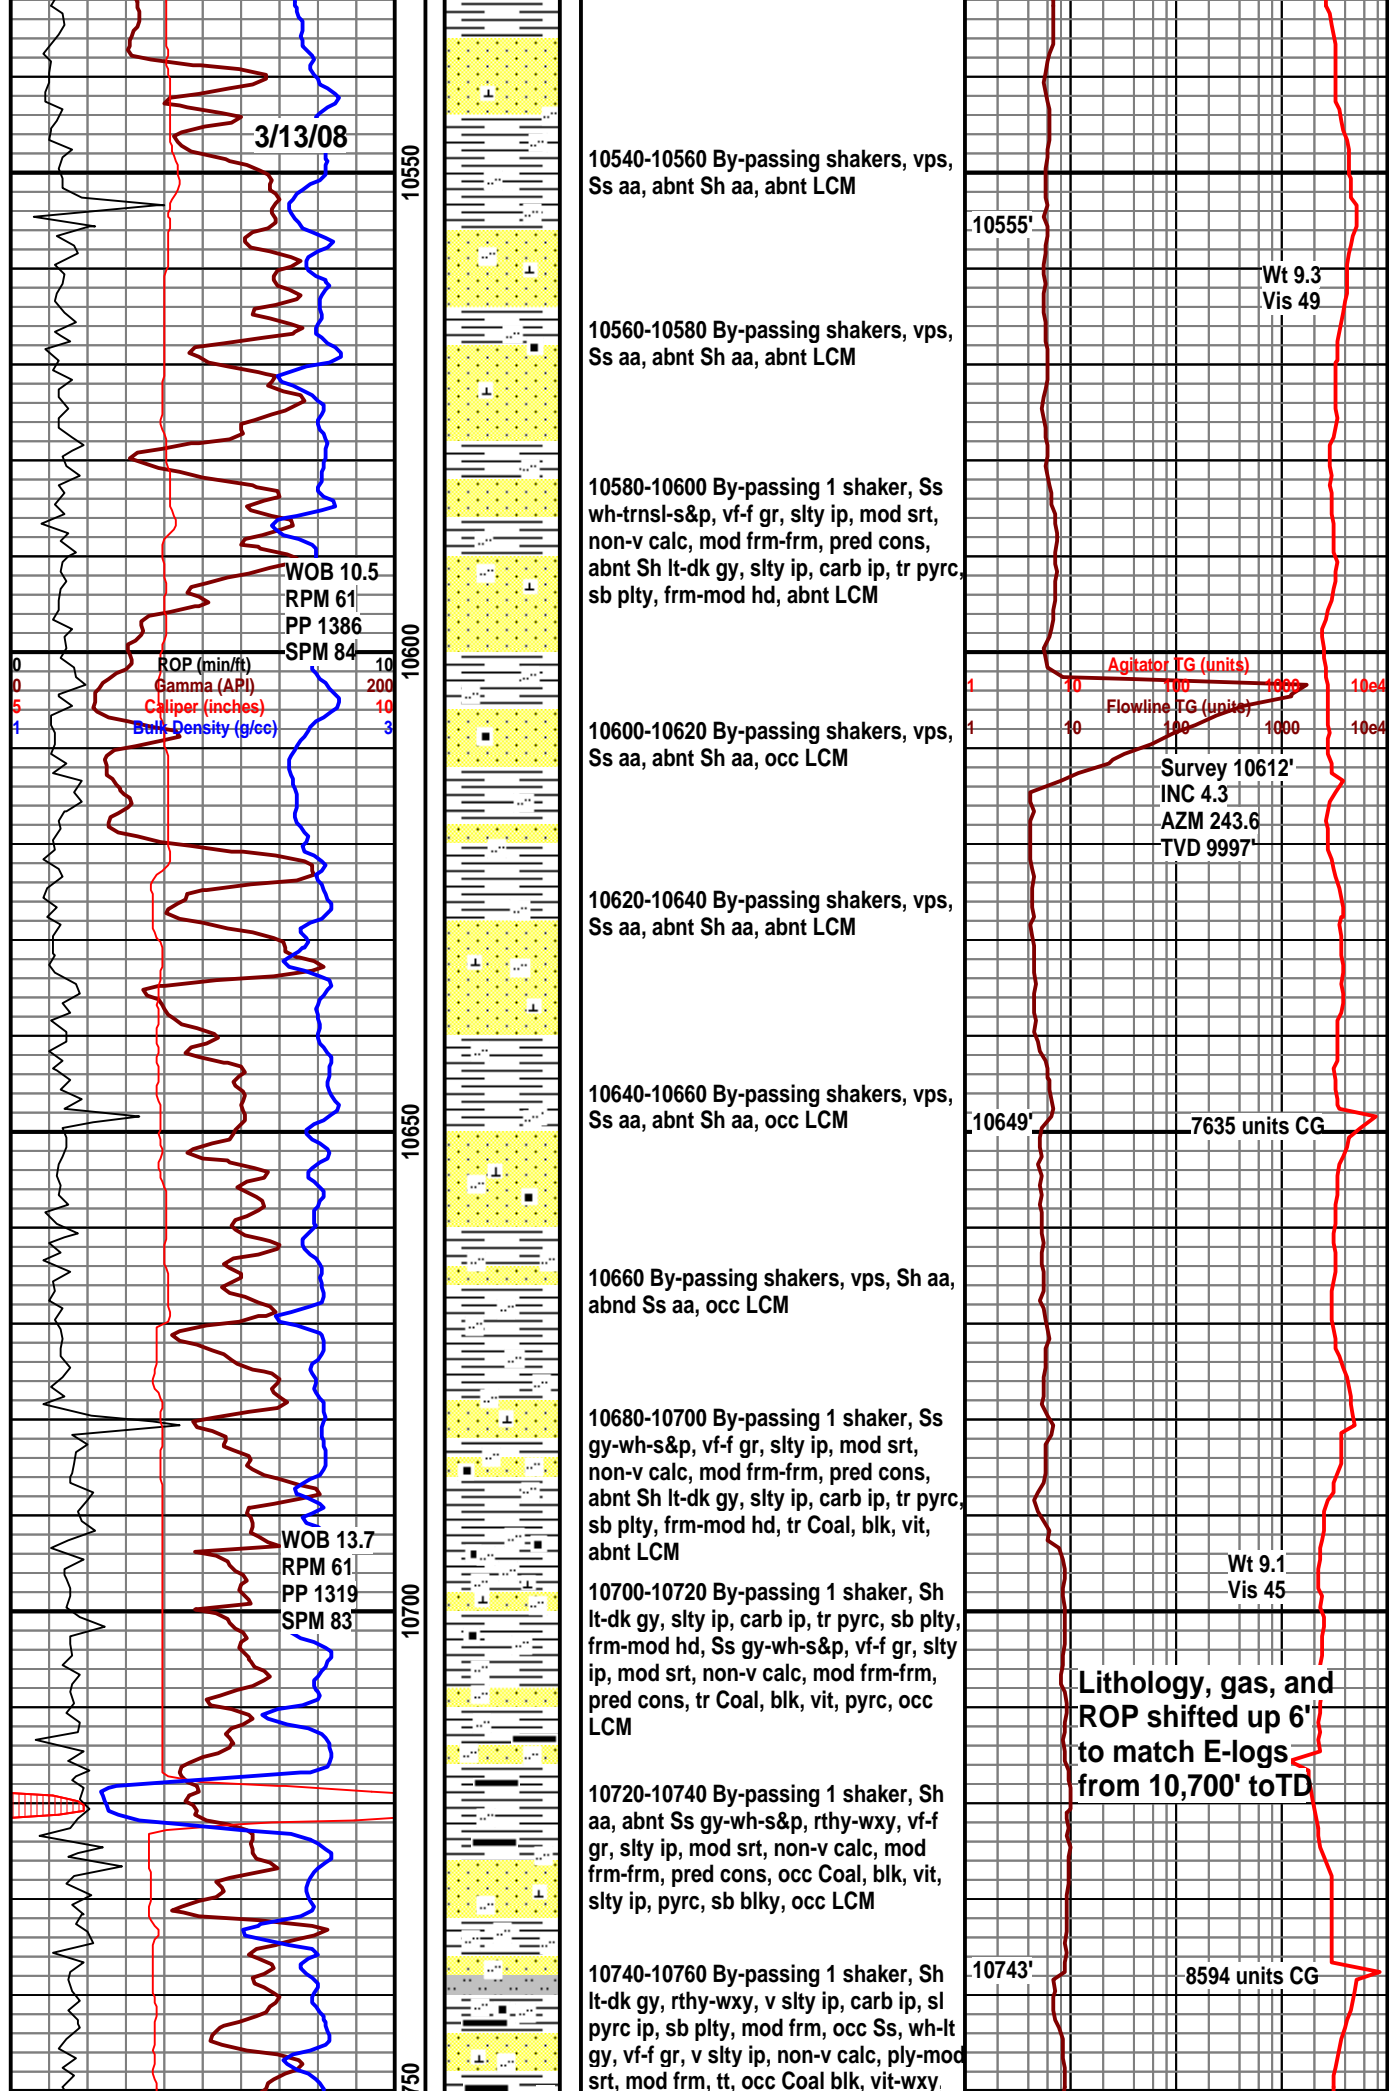 3/13/08
10550
10540-10560 By-passing shakers, vps,
Ss aa, abnt Sh aa, abnt LCM
10555'
Wt 9.3
Vis 49
10560-10580 By-passing shakers, vps,
Ss aa, abnt Sh aa, abnt LCM
10580-10600 By-passing 1 shaker, Ss
wh-trnsl-s&p, vf-f gr, slty ip, mod srt,
non-v calc, mod frm-frm, pred cons,
abnt Sh lt-dk gy, slty ip, carb ip, tr pyrc,
sb plty, frm-mod hd, abnt LCM
WOB 10.5
RPM 61
PP 1386
SPM 84
10600
0 ROP (min/ft) 10
0 Gamma (API) 200
5 Caliper (inches) 10
1 Bulk Density (g/cc) 3
Agitator TG (units)
1 10 100 1000 10e4
Flowline TG (units)
1 10 100 1000 10e4
10600-10620 By-passing shakers, vps,
Ss aa, abnt Sh aa, occ LCM
Survey 10612'
INC 4.3
AZM 243.6
TVD 9997'
10620-10640 By-passing shakers, vps,
Ss aa, abnt Sh aa, abnt LCM
10640-10660 By-passing shakers, vps,
Ss aa, abnt Sh aa, occ LCM
10650
10649'
7635 units CG
10660 By-passing shakers, vps, Sh aa,
abnd Ss aa, occ LCM
10680-10700 By-passing 1 shaker, Ss
gy-wh-s&p, vf-f gr, slty ip, mod srt,
non-v calc, mod frm-frm, pred cons,
abnt Sh lt-dk gy, slty ip, carb ip, tr pyrc,
sb plty, frm-mod hd, tr Coal, blk, vit,
abnt LCM
WOB 13.7
RPM 61
PP 1319
SPM 83
10700
Wt 9.1
Vis 45
10700-10720 By-passing 1 shaker, Sh
lt-dk gy, slty ip, carb ip, tr pyrc, sb plty,
frm-mod hd, Ss gy-wh-s&p, vf-f gr, slty
ip, mod srt, non-v calc, mod frm-frm,
pred cons, tr Coal, blk, vit, pyrc, occ
LCM
Lithology, gas, and
ROP shifted up 6'
to match E-logs
from 10,700' toTD
10720-10740 By-passing 1 shaker, Sh
aa, abnt Ss gy-wh-s&p, rthy-wxy, vf-f
gr, slty ip, mod srt, non-v calc, mod
frm-frm, pred cons, occ Coal, blk, vit,
slty ip, pyrc, sb blky, occ LCM
10743'
8594 units CG
10740-10760 By-passing 1 shaker, Sh
lt-dk gy, rthy-wxy, v slty ip, carb ip, sl
pyrc ip, sb plty, mod frm, occ Ss, wh-lt
gy, vf-f gr, v slty ip, non-v calc, ply-mod
srt, mod frm, tt, occ Coal blk, vit-wxy,
750